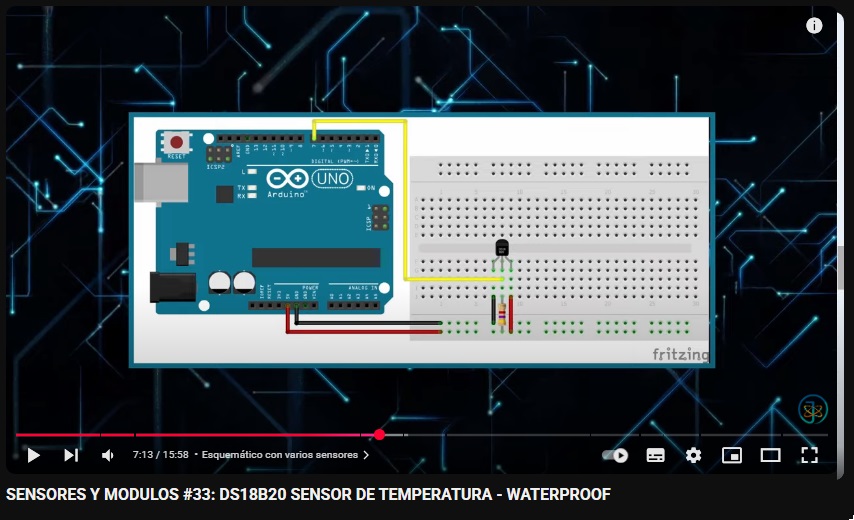 RESET
ICSP2
L
TX
RX
DIGITAL (PWM=~)
UNO
Arduino
ON
ICSP
POWER
ANALOG IN
fritzing
7:13 / 15:58 • Esquemático con varios sensores
SENSORES Y MODULOS #33: DS18B20 SENSOR DE TEMPERATURA - WATERPROOF